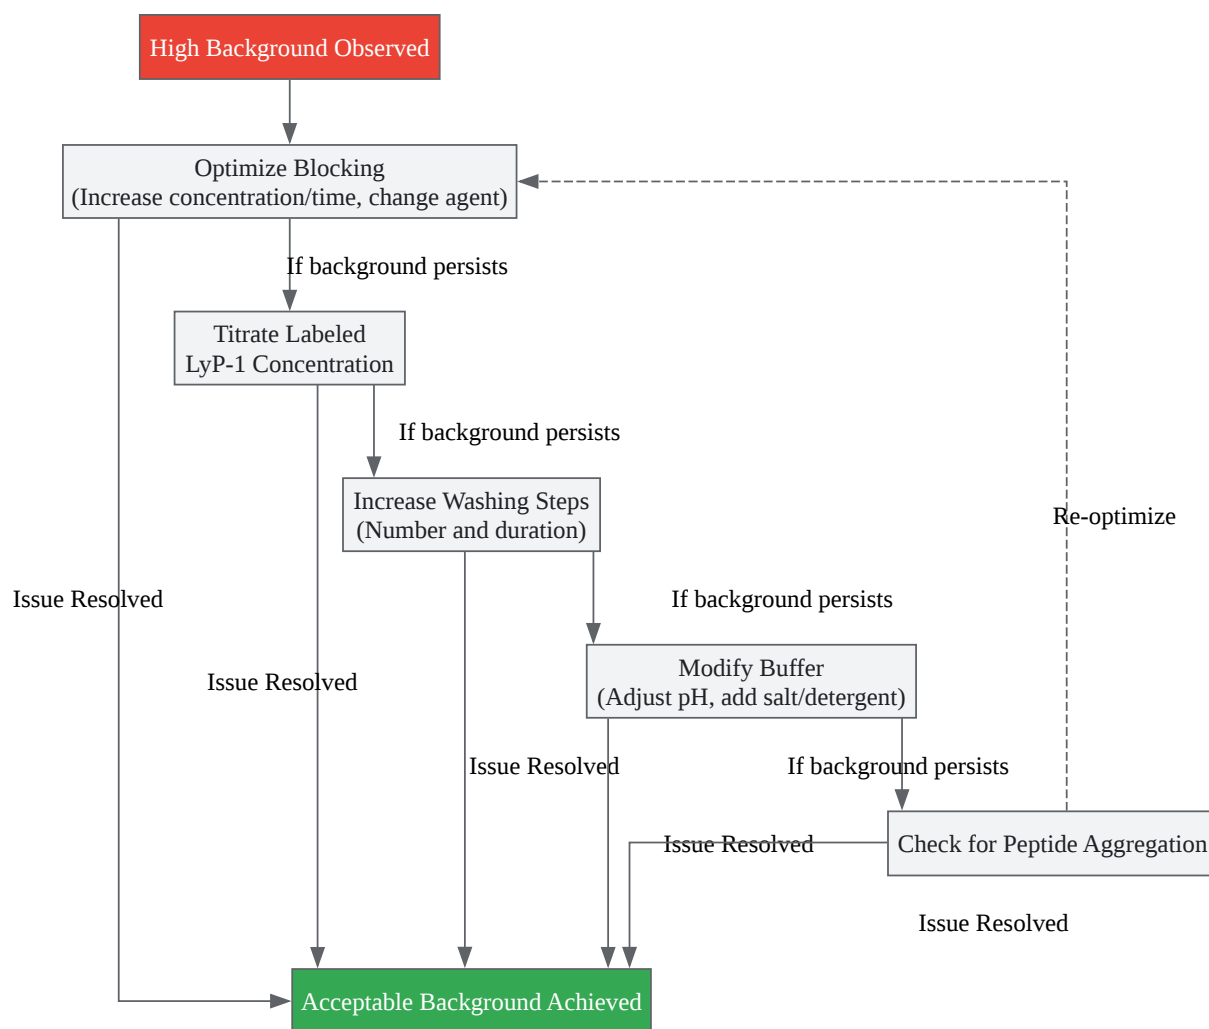 High Background Observed
Optimize Blocking
(Increase concentration/time, change agent)
If background persists
Titrate Labeled
LyP-1 Concentration
If background persists
Increase Washing Steps
(Number and duration)
Re-optimize
Issue Resolved
If background persists
Modify Buffer
(Adjust pH, add salt/detergent)
Issue Resolved
Issue Resolved
If background persists
Issue Resolved
Check for Peptide Aggregation
Issue Resolved
Acceptable Background Achieved